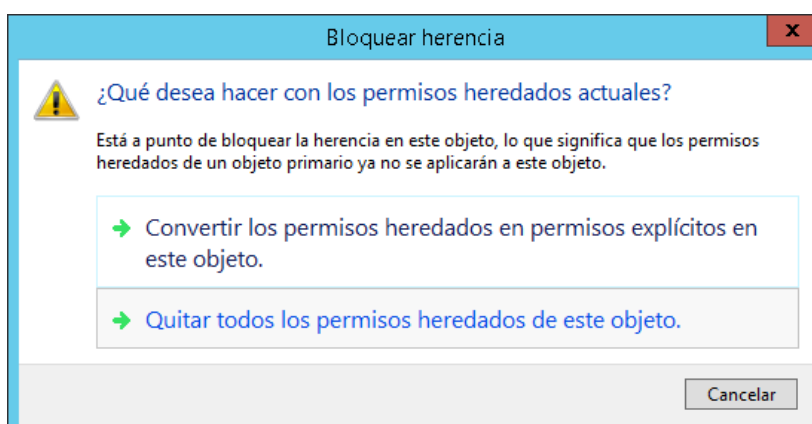 Bloquear herencia
x
¿Qué desea hacer con los permisos heredados actuales?
Está a punto de bloquear la herencia en este objeto, lo que significa que los permisos
heredados de un objeto primario ya no se aplicarán a este objeto.
Convertir los permisos heredados en permisos explícitos en
este objeto.
Quitar todos los permisos heredados de este objeto.
Cancelar